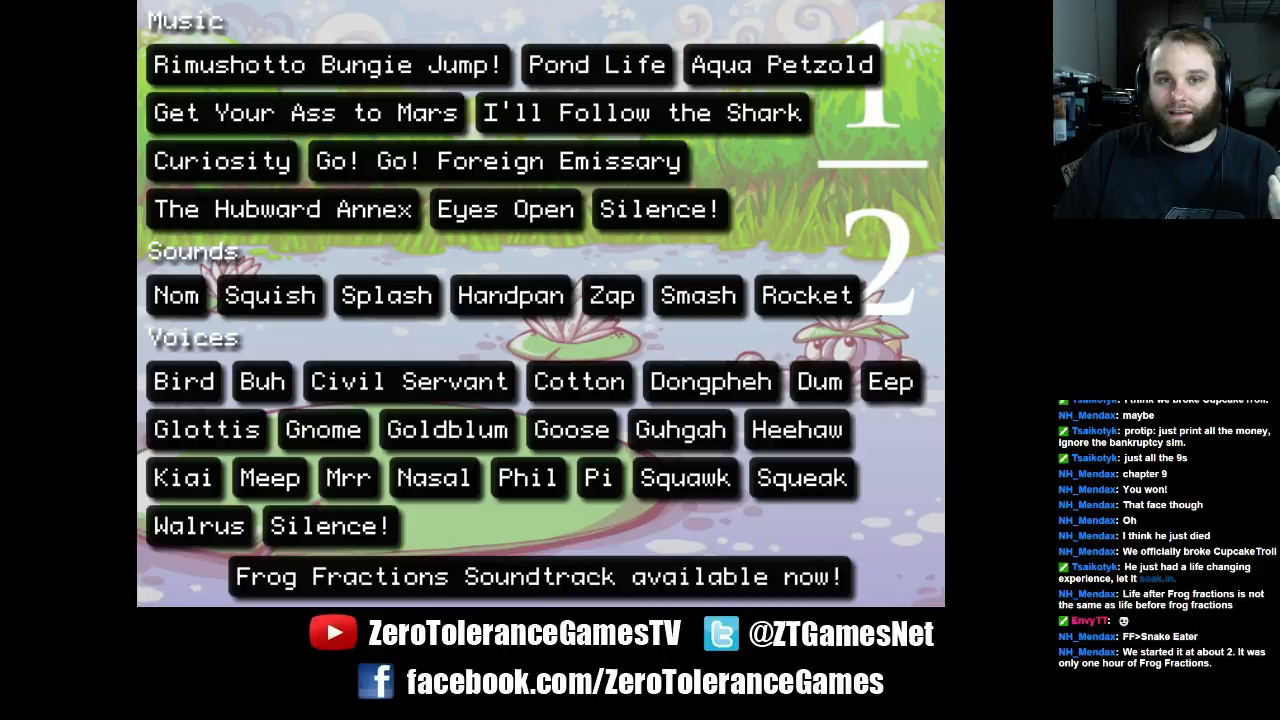 Music
Rimushotto Bungie Jump! Pond Life Aqua Petzold
Get Your Ass to Mars I'll Follow the Shark
Curiosity Go! Go! Foreign Emissary
The Hubward Annex Eyes Open Silence!
1
2
Sounds
Nom Squish Splash Handpan Zap Smash Rocket
Voices
Bird Buh Civil Servant Cotton Dongpheh Dum Eep
Glottis Gnome Goldblum Goose Guhgah Heehaw
Kiai Meep Mrr Nasal Phil Pi Squawk Squeak
Walrus Silence!
Frog Fractions Soundtrack available now!
ZeroToleranceGamesTV @ZTGamesNet
facebook.com/ZeroToleranceGames
Tsaikotyk: I think we broke CupcakeTroll.
NH_Mendax: maybe
Tsaikotyk: protip: just print all the money,
ignore the bankruptcy sim.
Tsaikotyk: just all the 9s
NH_Mendax: chapter 9
NH_Mendax: You won!
NH_Mendax: That face though
NH_Mendax: Oh
NH_Mendax: I think he just died
NH_Mendax: We officially broke CupcakeTroll
Tsaikotyk: He just had a life changing
experience, let it soak.in.
NH_Mendax: Life after Frog fractions is not
the same as life before frog fractions
EnvyTT:
NH_Mendax: FF>Snake Eater
NH_Mendax: We started it at about 2. It was
only one hour of Frog Fractions.